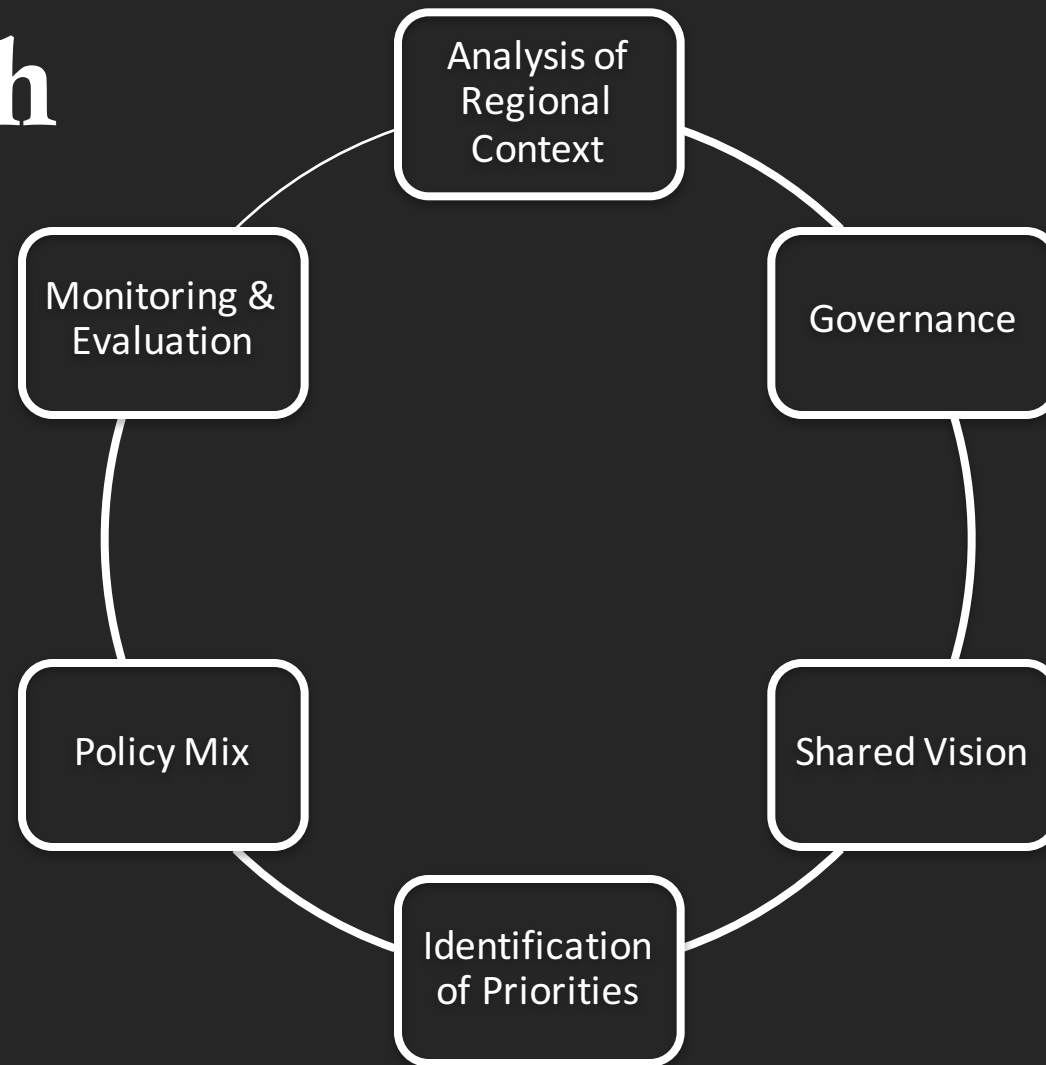 h
Analysis of
Regional
Context
Governance
Shared Vision
Identification
of Priorities
Policy Mix
Monitoring &
Evaluation